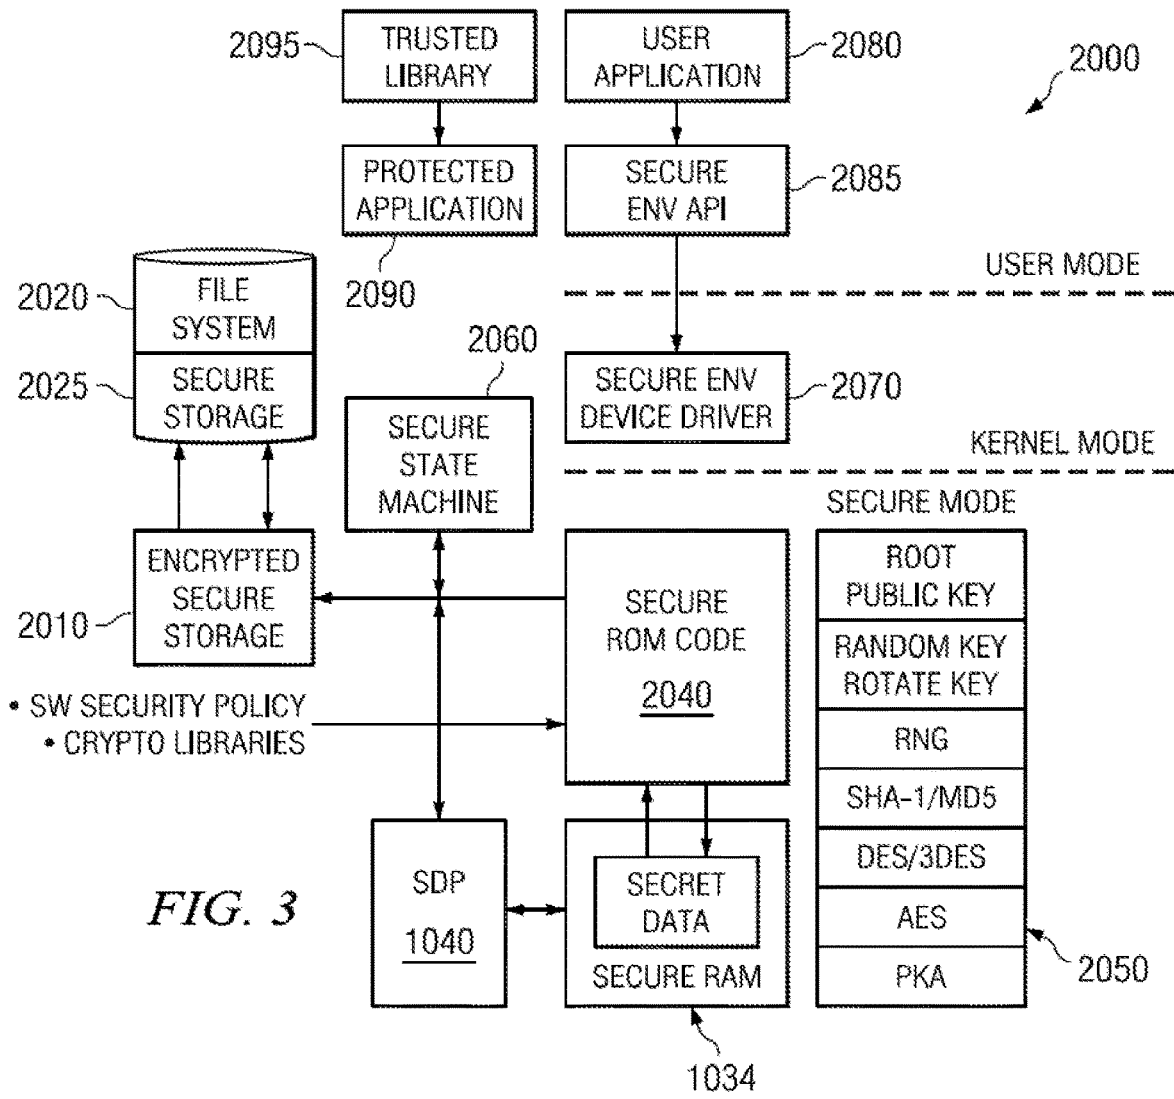 2095
TRUSTED
LIBRARY
USER
APPLICATION
2080
2000
PROTECTED
APPLICATION
SECURE
ENV API
2085
2090
USER MODE
2020
FILE
SYSTEM
2060
2025
SECURE
STORAGE
SECURE ENV
DEVICE DRIVER
2070
SECURE
STATE
MACHINE
KERNEL MODE
SECURE MODE
2010
ENCRYPTED
SECURE
STORAGE
SECURE
ROM CODE
2040
ROOT
PUBLIC KEY
RANDOM KEY
ROTATE KEY
• SW SECURITY POLICY
• CRYPTO LIBRARIES
RNG
SHA-1/MD5
DES/3DES
AES
PKA
2050
FIG. 3
SDP
1040
SECRET
DATA
SECURE RAM
1034